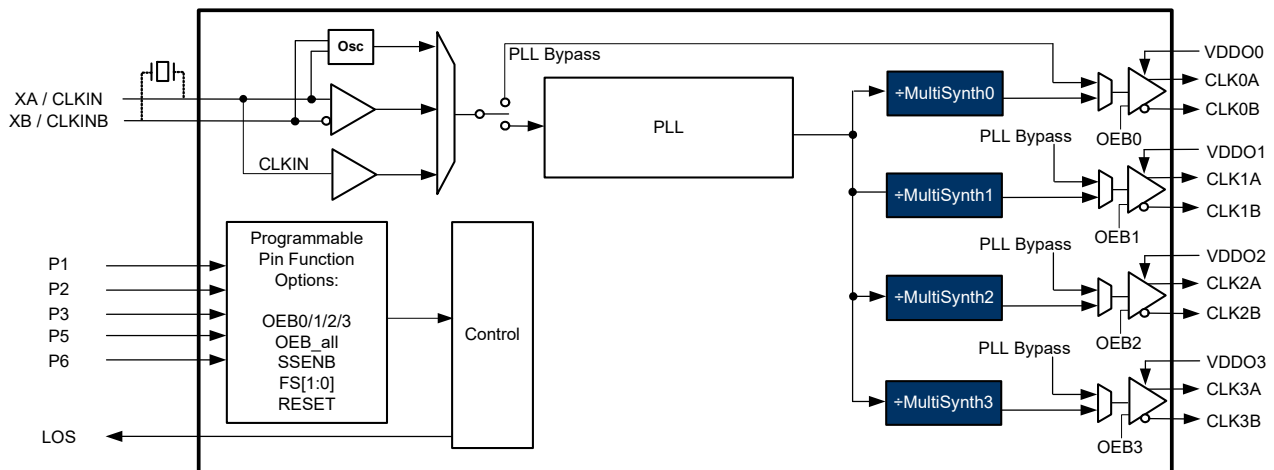 Osc
PLL Bypass
VDDO0
XA / CLKIN
XB / CLKINB
÷MultiSynth0
CLK0A
CLK0B
PLL
OEB0
PLL Bypass
VDDO1
CLKIN
÷MultiSynth1
CLK1A
CLK1B
OEB1
Programmable
Pin Function
Options:
OEB0/1/2/3
OEB_all
SSENB
FS[1:0]
RESET
P1
P2
P3
P5
P6
LOS
Control
PLL Bypass
VDDO2
÷MultiSynth2
CLK2A
CLK2B
OEB2
PLL Bypass
VDDO3
÷MultiSynth3
CLK3A
CLK3B
OEB3